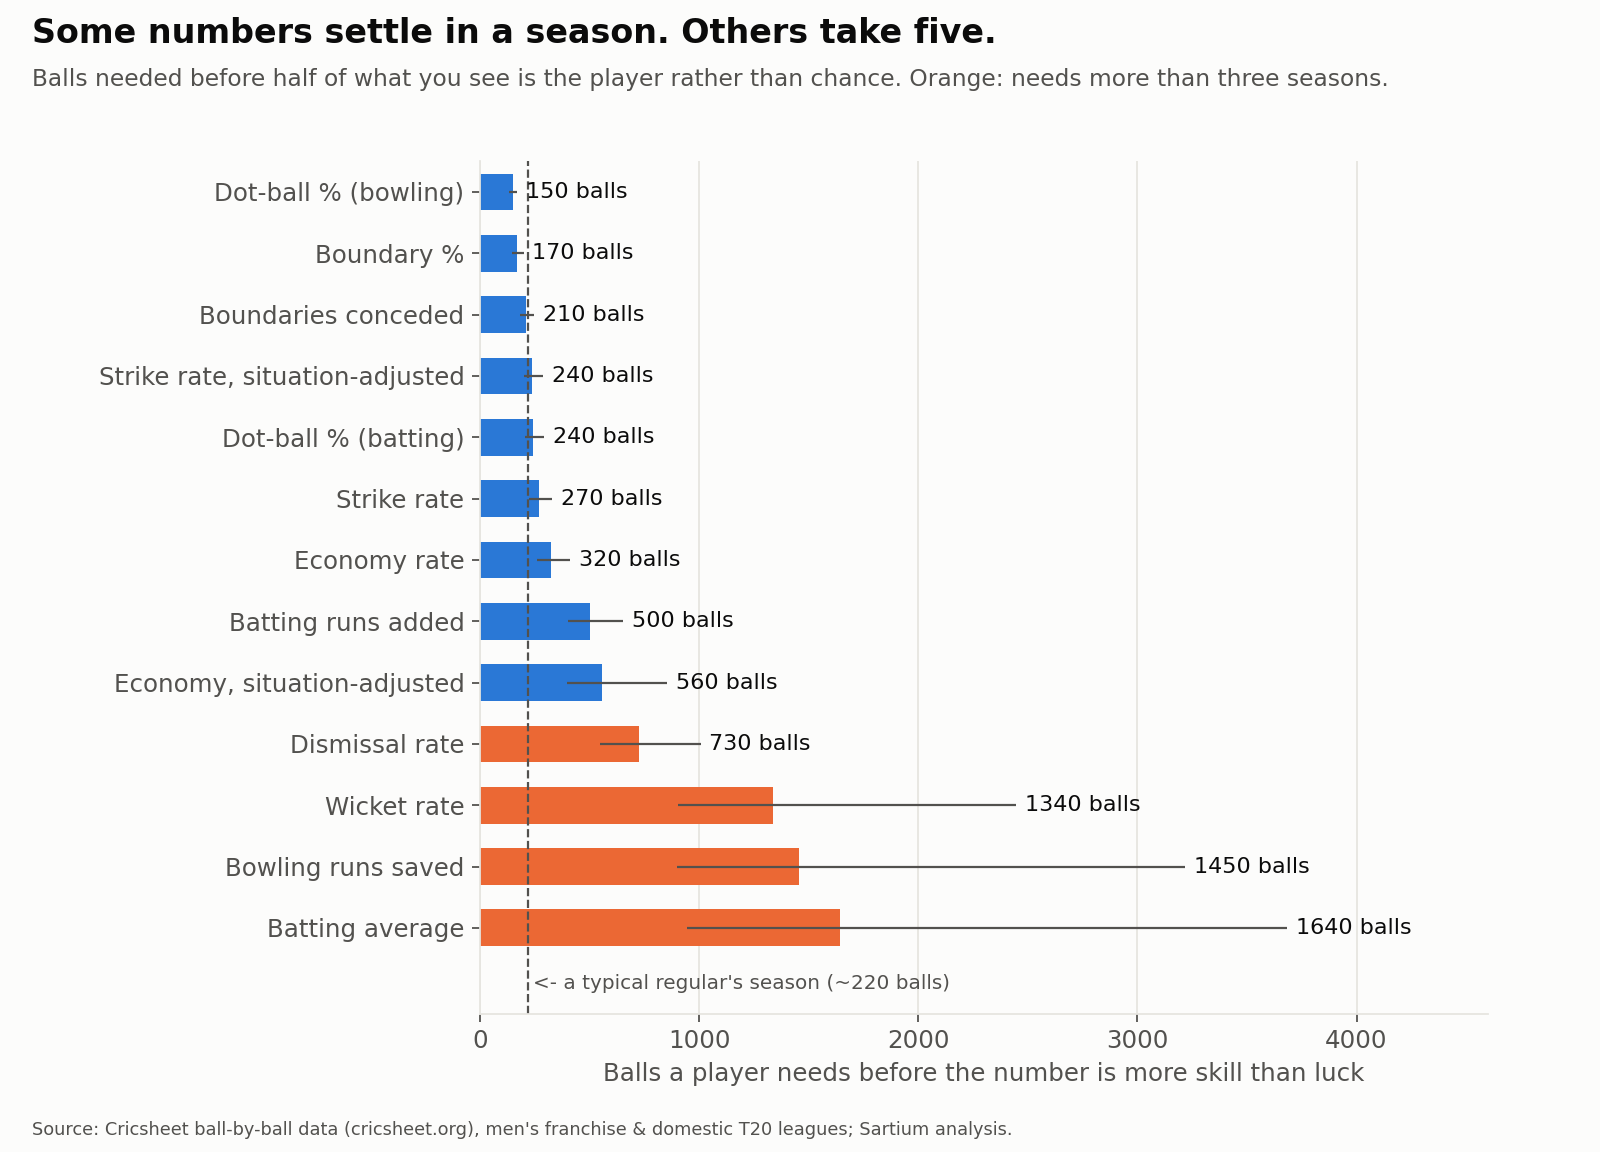 Some numbers settle in a season. Others take five.
Balls needed before half of what you see is the player rather than chance. Orange: needs more than three seasons.
Dot-ball % (bowling) 150 balls
Boundary % 170 balls
Boundaries conceded 210 balls
Strike rate, situation-adjusted 240 balls
Dot-ball % (batting) 240 balls
Strike rate 270 balls
Economy rate 320 balls
Batting runs added 500 balls
Economy, situation-adjusted 560 balls
Dismissal rate 730 balls
Wicket rate 1340 balls
Bowling runs saved 1450 balls
Batting average 1640 balls
<- a typical regular's season (~220 balls)
0 1000 2000 3000 4000
Balls a player needs before the number is more skill than luck
Source: Cricsheet ball-by-ball data (cricsheet.org), men's franchise & domestic T20 leagues; Sartium analysis.